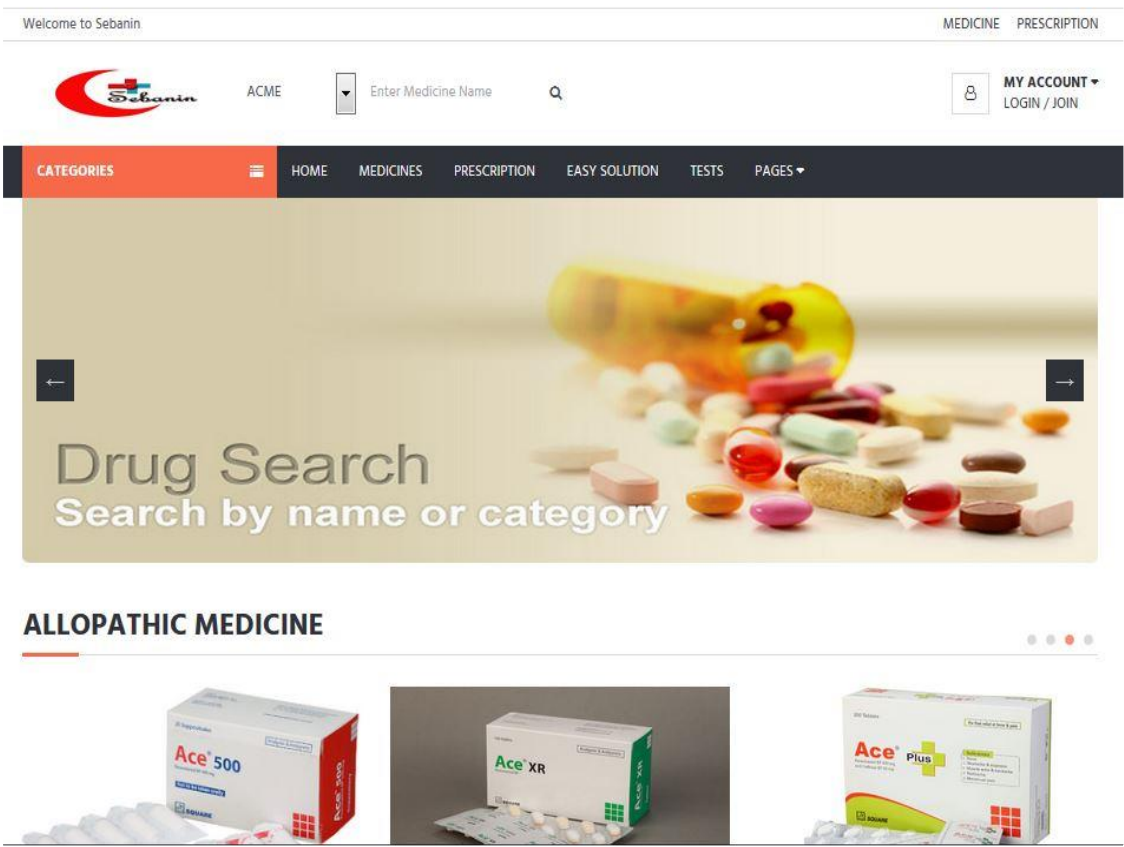 Welcome to Sebanin
MEDICINE PRESCRIPTION
Sebanin
ACME
Enter Medicine Name
MY ACCOUNT
LOGIN / JOIN
CATEGORIES
HOME MEDICINES PRESCRIPTION EASY SOLUTION TESTS PAGES
Drug Search
Search by name or category
ALLOPATHIC MEDICINE
Ace® 500
SQUARE
Ace® 500
Ace® XR
SQUARE
Ace® XR
Ace® Plus
SQUARE